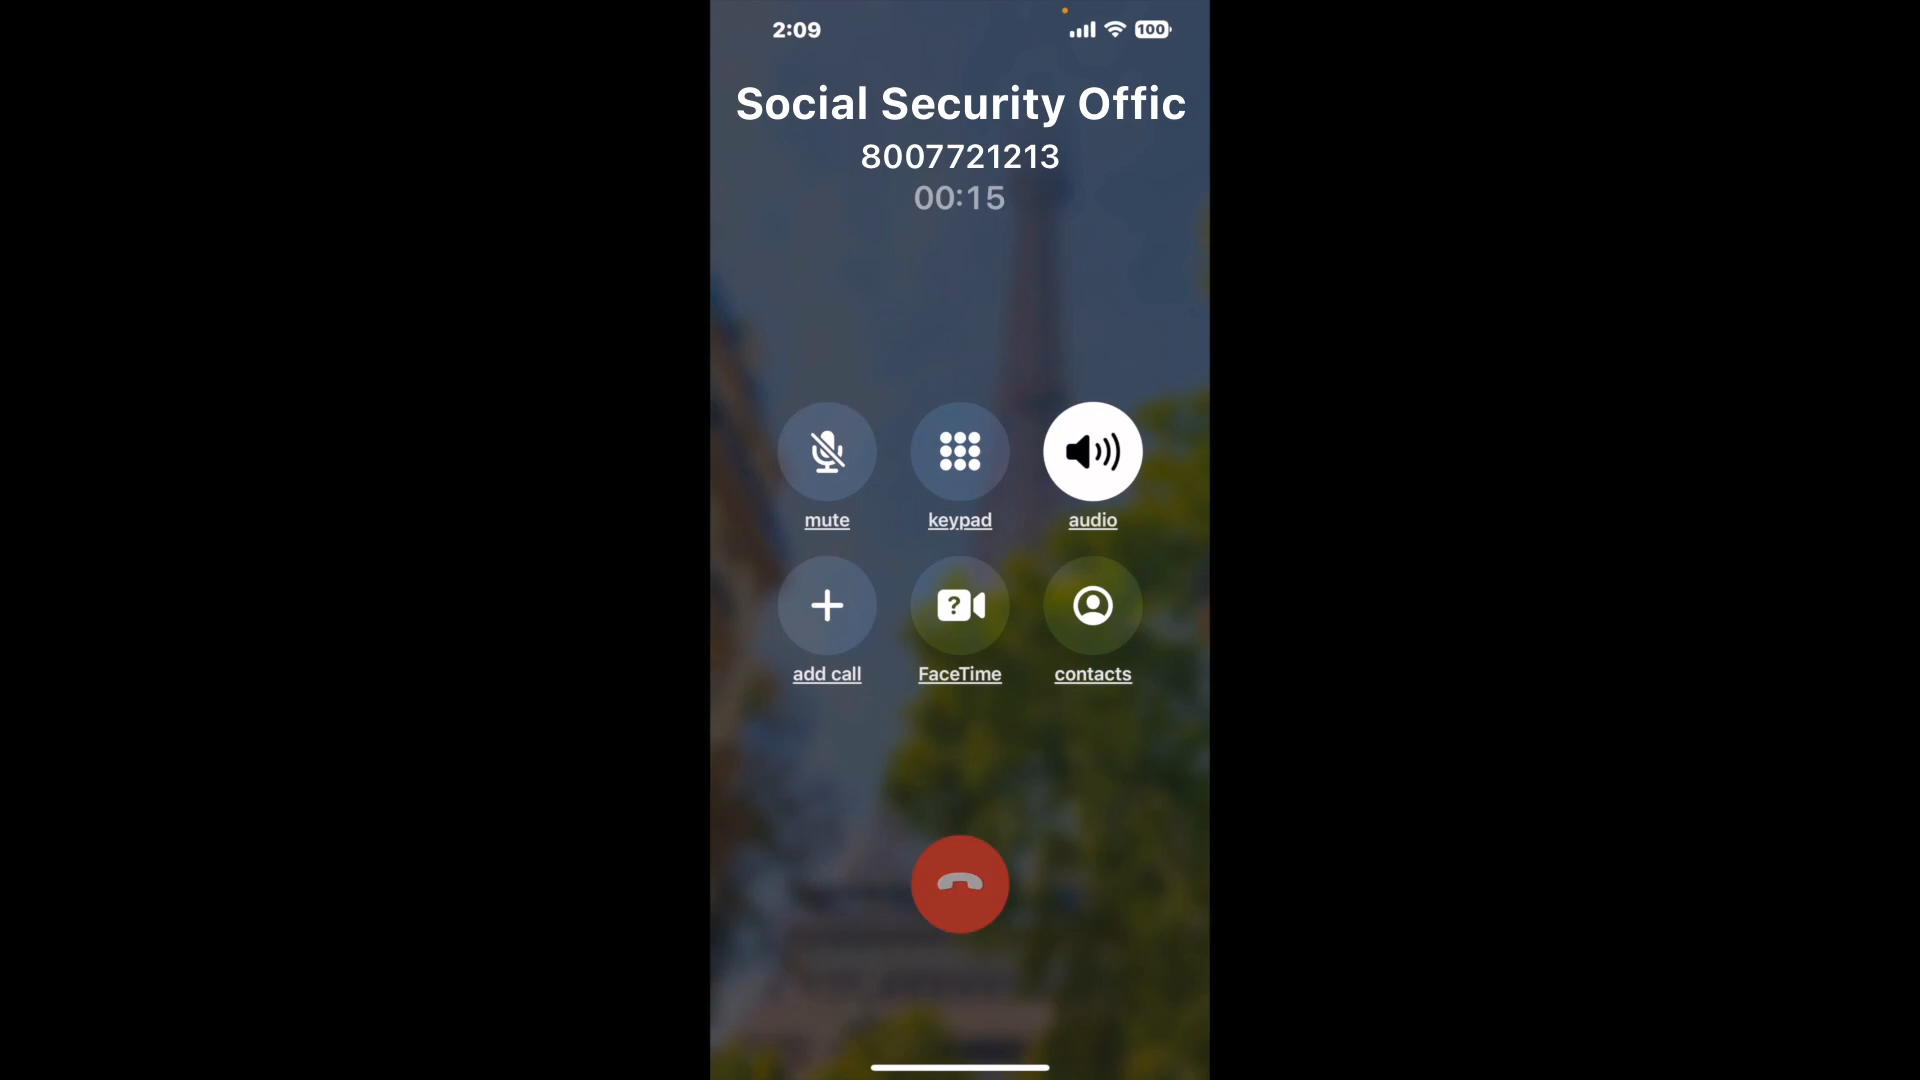 2:09
100
Social Security Offic
8007721213
00:15
mute
keypad
audio
?
add call
FaceTime
contacts